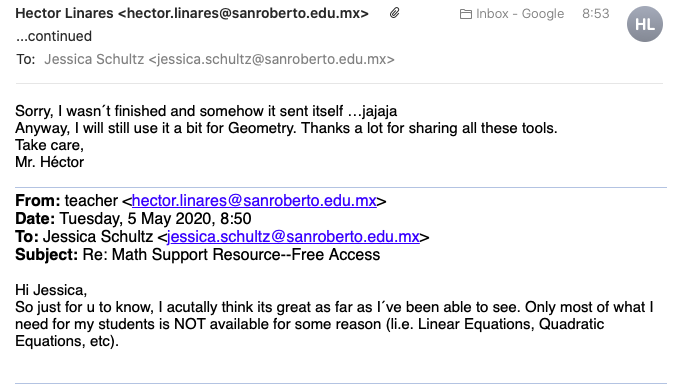 Hector Linares <hector.linares@sanroberto.edu.mx>
Inbox - Google 8:53
HL
...continued
To: Jessica Schultz <jessica.schultz@sanroberto.edu.mx>
Sorry, I wasn´t finished and somehow it sent itself …jajaja
Anyway, I will still use it a bit for Geometry. Thanks a lot for sharing all these tools.
Take care,
Mr. Héctor
From: teacher <hector.linares@sanroberto.edu.mx>
Date: Tuesday, 5 May 2020, 8:50
To: Jessica Schultz <jessica.schultz@sanroberto.edu.mx>
Subject: Re: Math Support Resource--Free Access
Hi Jessica,
So just for u to know, I acutally think its great as far as I´ve been able to see. Only most of what I
need for my students is NOT available for some reason (li.e. Linear Equations, Quadratic
Equations, etc).